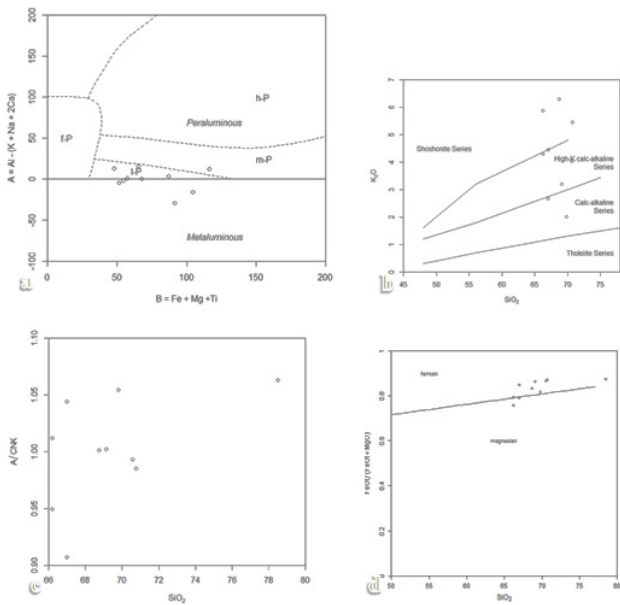 A = Al - (K + Na + 2Ca)
200
150
100
50
0
-50
-100
h-P
Peraluminous
f-P
m-P
l-P
Metaluminous
0
50
100
150
200
B = Fe + Mg +Ti
a
K₂O
7
6
5
4
3
2
1
0
Shoshonite Series
High-K calc-alkaline
Series
Calc-alkaline
Series
Tholeiite Series
45
50
55
60
65
70
75
SiO₂
b
A/CNK
1.10
1.05
1.00
0.95
0.90
66
68
70
72
74
76
78
80
SiO₂
c
FeOt/(FeOt+MgO)
1
0.8
0.6
0.4
0.2
0
ferroan
magnesian
50
55
60
65
70
75
80
SiO₂
d